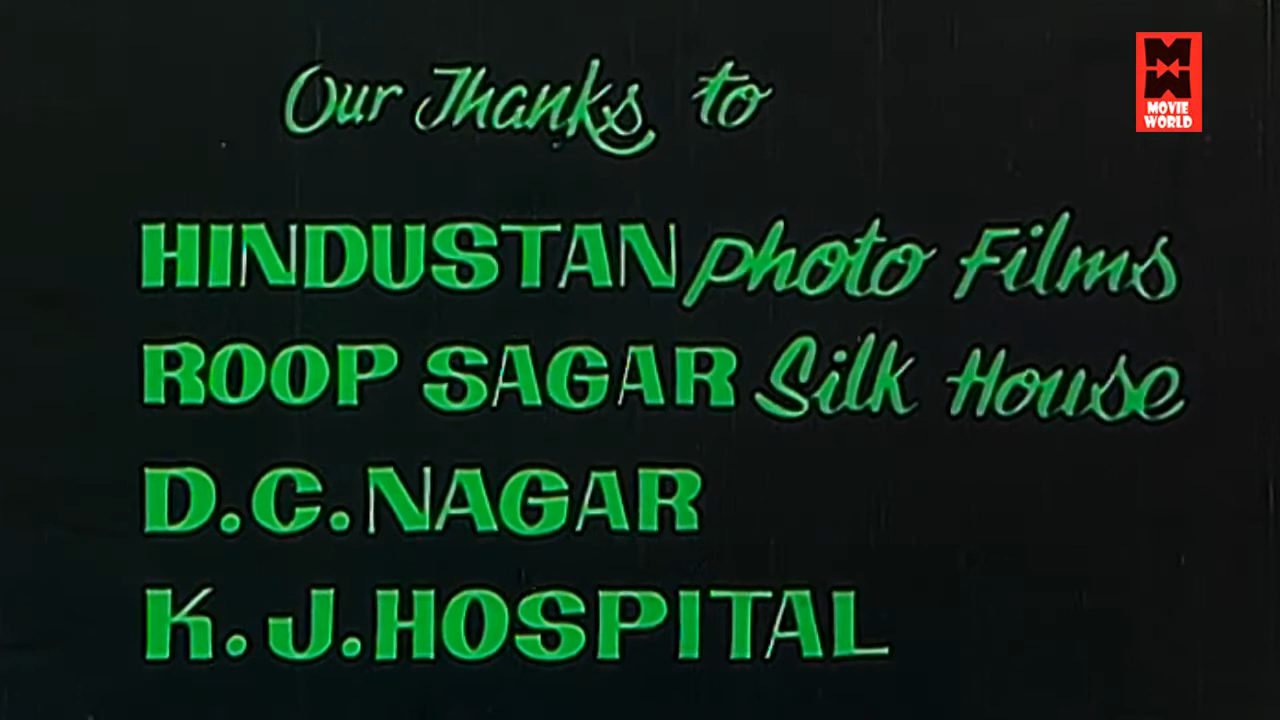 Our Thanks to
HINDUSTAN photo Films
ROOP SAGAR Silk House
D.C. NAGAR
K.J. HOSPITAL
MOVIE
WORLD